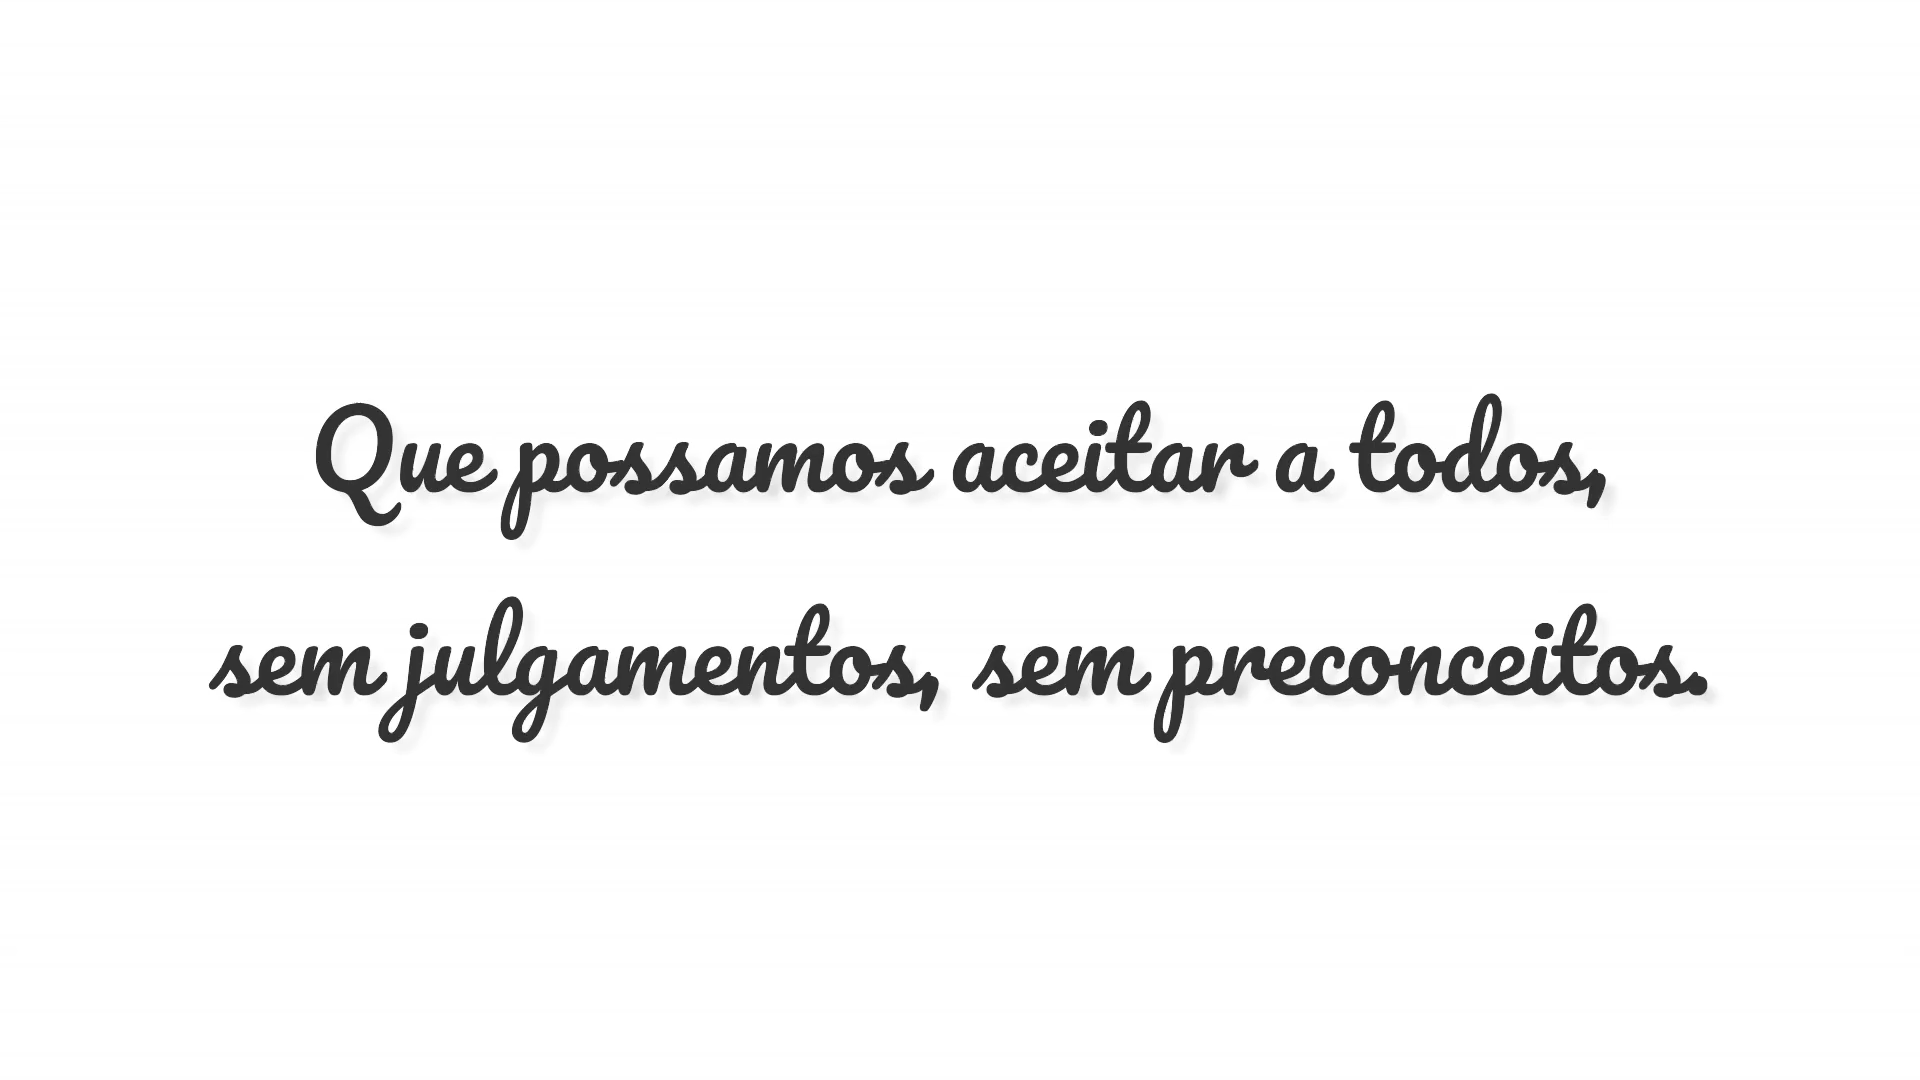 Que possamos aceitar a todos,
sem julgamentos, sem preconceitos.